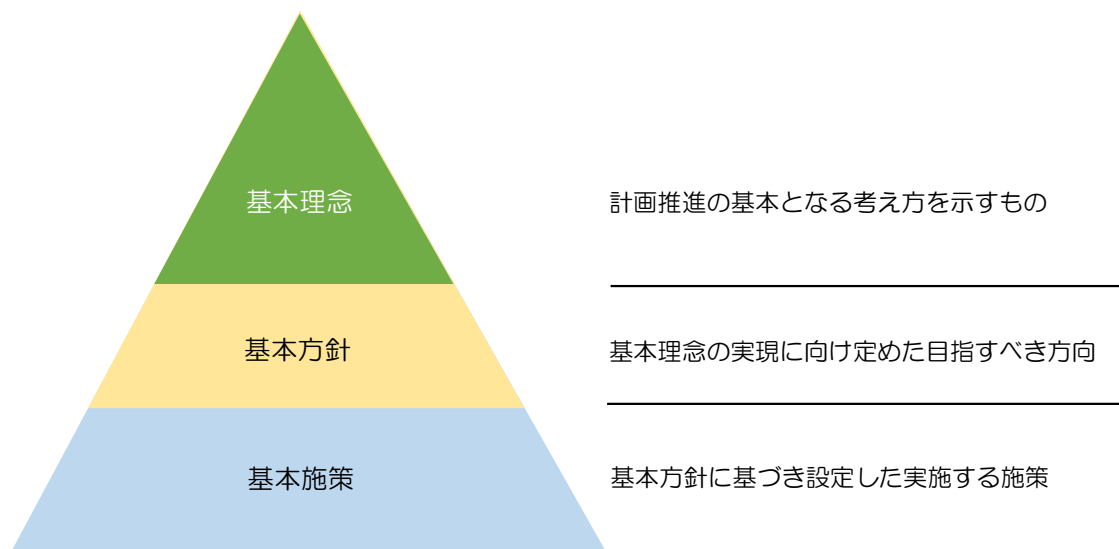 基本理念
計画推進の基本となる考え方を示すもの
基本方針
基本理念の実現に向け定めた目指すべき方向
基本施策
基本方針に基づき設定した実施する施策